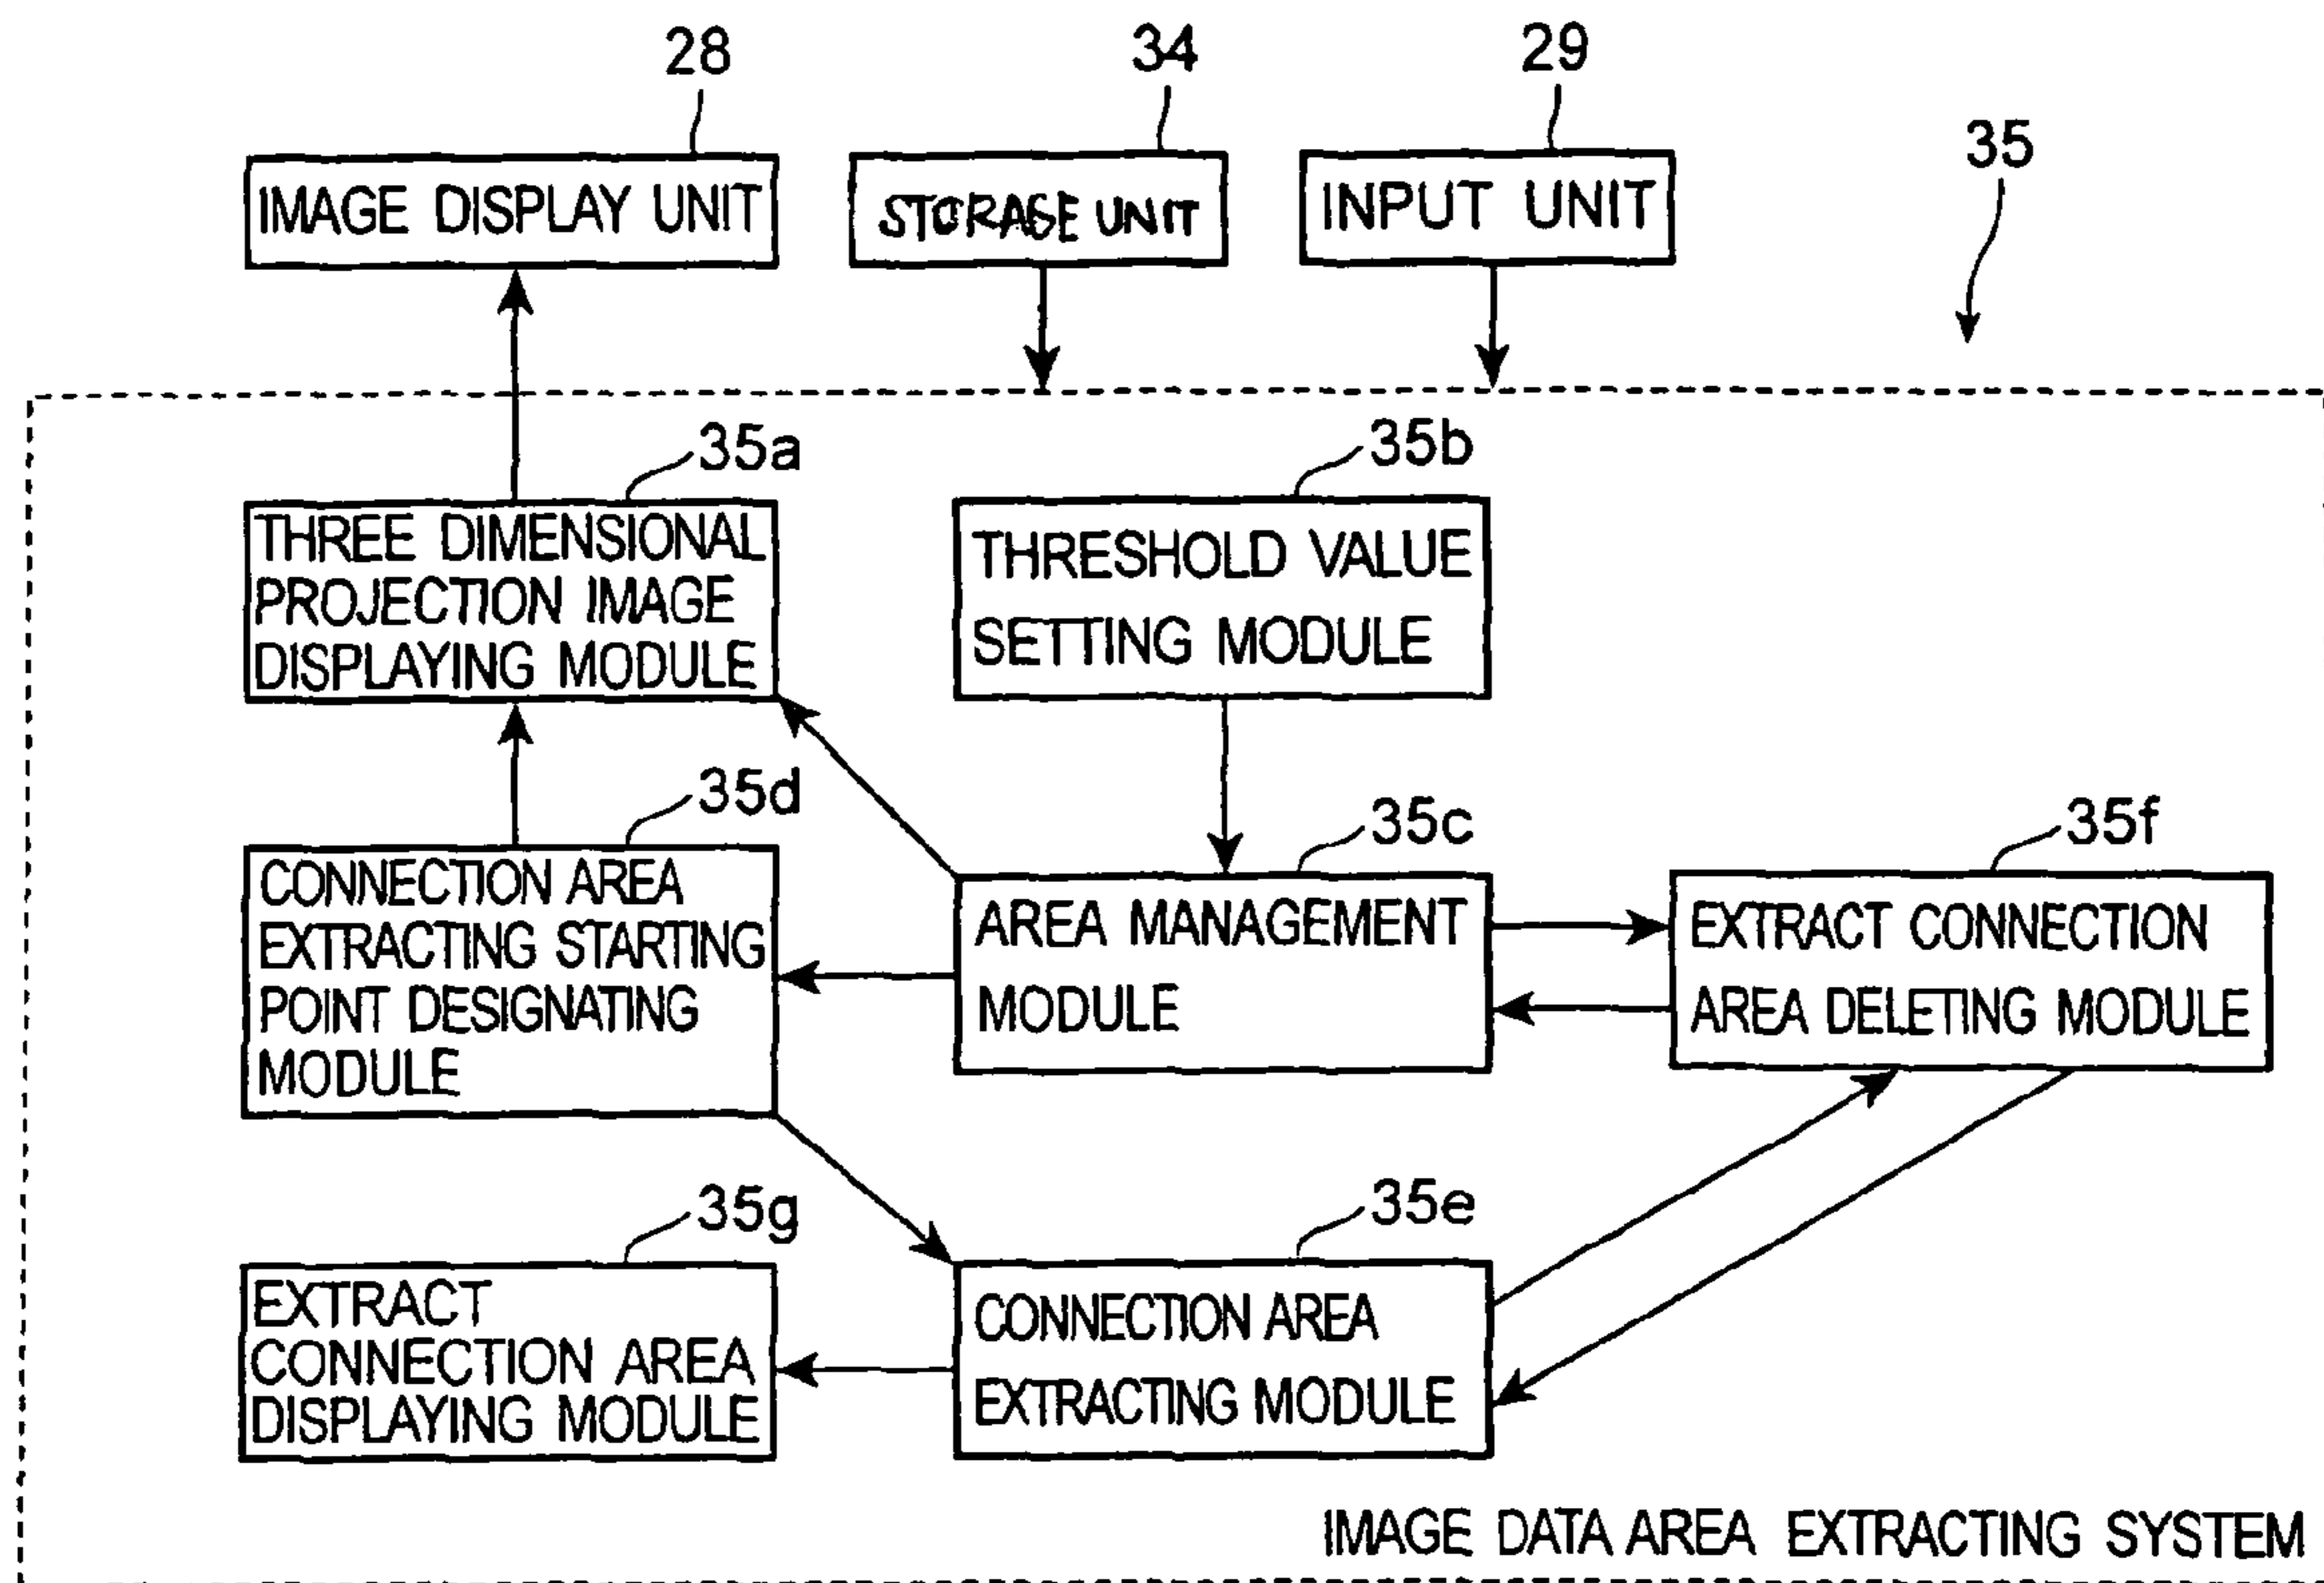 28
34
29
35
IMAGE DISPLAY UNIT
STORAGE UNIT
INPUT UNIT
35a
THREE DIMENSIONAL
PROJECTION IMAGE
DISPLAYING MODULE
35b
THRESHOLD VALUE
SETTING MODULE
35d
CONNECTION AREA
EXTRACTING STARTING
POINT DESIGNATING
MODULE
35c
AREA MANAGEMENT
MODULE
35f
EXTRACT CONNECTION
AREA DELETING MODULE
35g
EXTRACT
CONNECTION AREA
DISPLAYING MODULE
35e
CONNECTION AREA
EXTRACTING MODULE
IMAGE DATA AREA EXTRACTING SYSTEM